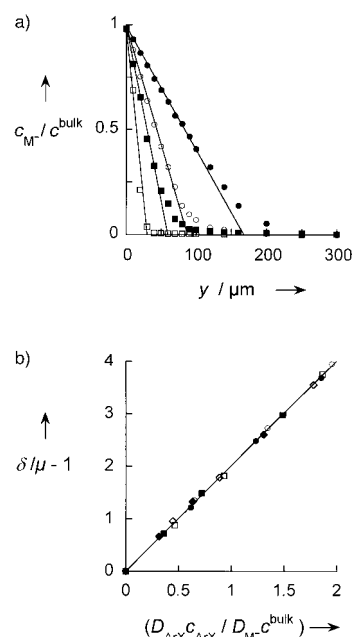 a)
1
0.5
0
c_M⁻ / c^bulk →
0 100 200 300
y / µm →
b)
4
3
2
1
0
δ/µ - 1 →
0 0.5 1 1.5 2
(D_ArX c_ArX / D_M⁻ c^bulk) →